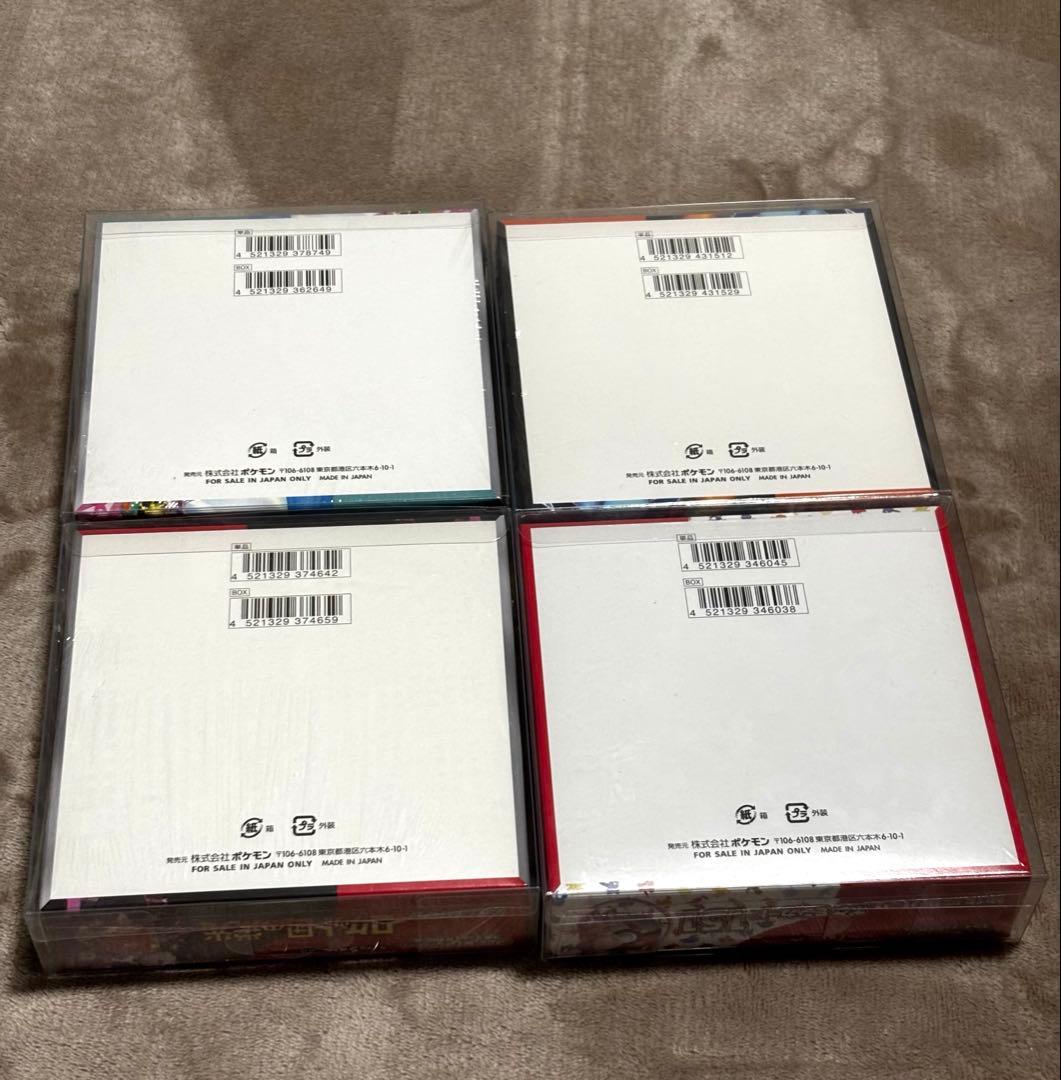 単品
4 521329 378749
BOX
4 521329 362649
紙 箱 プラ 外装
発売元 株式会社 ポケモン 〒106-6108 東京都港区六本木6-10-1
FOR SALE IN JAPAN ONLY MADE IN JAPAN
単品
4 521329 431512
BOX
4 521329 431529
紙 箱 プラ 外装
発売元 株式会社 ポケモン 〒106-6108 東京都港区六本木6-10-1
FOR SALE IN JAPAN ONLY MADE IN JAPAN
単品
4 521329 374642
BOX
4 521329 374659
紙 箱 プラ 外装
発売元 株式会社 ポケモン 〒106-6108 東京都港区六本木6-10-1
FOR SALE IN JAPAN ONLY MADE IN JAPAN
ロケット団の栄光
単品
4 521329 346045
BOX
4 521329 346038
紙 箱 プラ 外装
発売元 株式会社 ポケモン 〒106-6108 東京都港区六本木6-10-1
FOR SALE IN JAPAN ONLY MADE IN JAPAN